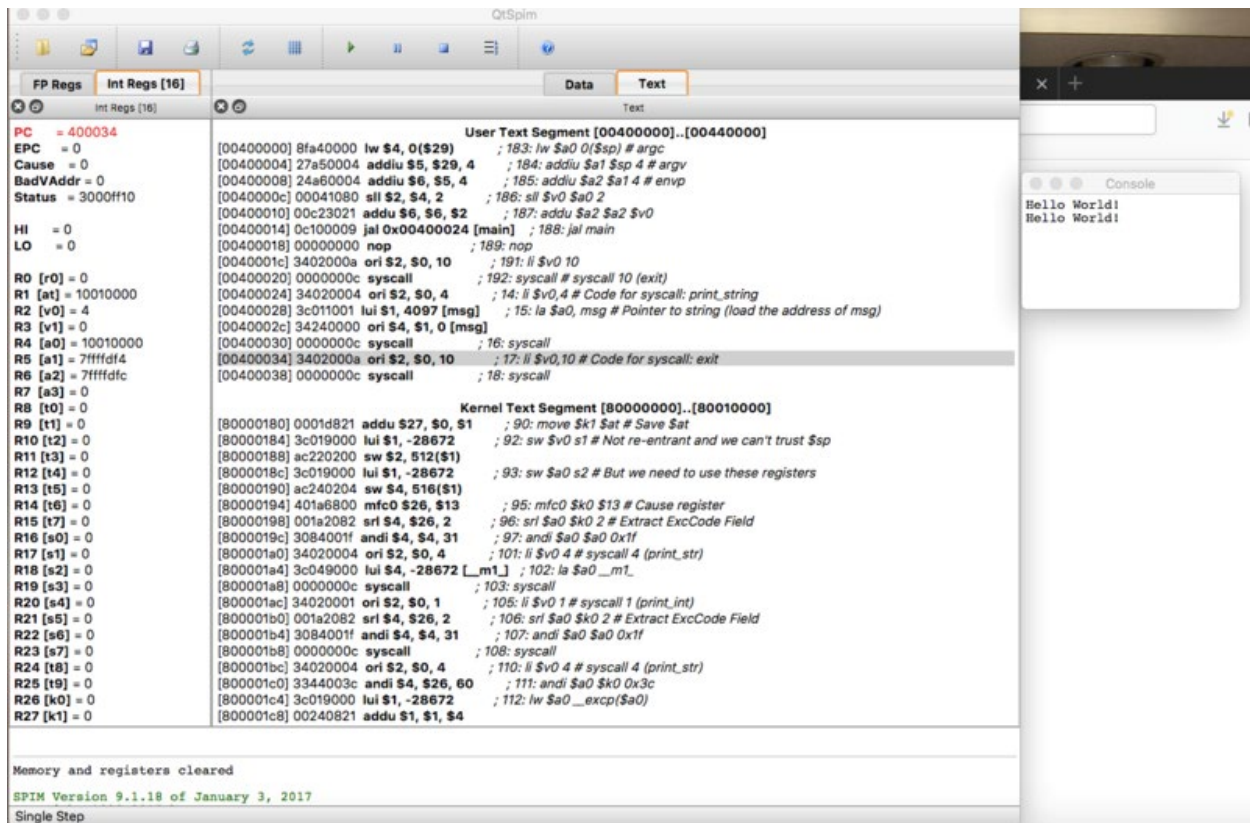 QtSpim
FP Regs
Int Regs [16]
Data
Text
Int Regs [16]
Text
PC = 400034
EPC = 0
Cause = 0
BadVAddr = 0
Status = 3000ff10
HI = 0
LO = 0
R0 [r0] = 0
R1 [at] = 10010000
R2 [v0] = 4
R3 [v1] = 0
R4 [a0] = 10010000
R5 [a1] = 7ffffdf4
R6 [a2] = 7ffffdfc
R7 [a3] = 0
R8 [t0] = 0
R9 [t1] = 0
R10 [t2] = 0
R11 [t3] = 0
R12 [t4] = 0
R13 [t5] = 0
R14 [t6] = 0
R15 [t7] = 0
R16 [s0] = 0
R17 [s1] = 0
R18 [s2] = 0
R19 [s3] = 0
R20 [s4] = 0
R21 [s5] = 0
R22 [s6] = 0
R23 [s7] = 0
R24 [t8] = 0
R25 [t9] = 0
R26 [k0] = 0
R27 [k1] = 0
User Text Segment [00400000]..[00440000]
[00400000] 8fa40000 lw $4, 0($29) ; 183: lw $a0 0($sp) # argc
[00400004] 27a50004 addiu $5, $29, 4 ; 184: addiu $a1 $sp 4 # argv
[00400008] 24a60004 addiu $6, $5, 4 ; 185: addiu $a2 $a1 4 # envp
[0040000c] 00041080 sll $2, $4, 2 ; 186: sll $v0 $a0 2
[00400010] 00c23021 addu $6, $6, $2 ; 187: addu $a2 $a2 $v0
[00400014] 0c100009 jal 0x00400024 [main] ; 188: jal main
[00400018] 00000000 nop ; 189: nop
[0040001c] 3402000a ori $2, $0, 10 ; 191: li $v0 10
[00400020] 0000000c syscall ; 192: syscall # syscall 10 (exit)
[00400024] 34020004 ori $2, $0, 4 ; 14: li $v0,4 # Code for syscall: print_string
[00400028] 3c011001 lui $1, 4097 [msg] ; 15: la $a0, msg # Pointer to string (load the address of msg)
[0040002c] 34240000 ori $4, $1, 0 [msg]
[00400030] 0000000c syscall ; 16: syscall
[00400034] 3402000a ori $2, $0, 10 ; 17: li $v0,10 # Code for syscall: exit
[00400038] 0000000c syscall ; 18: syscall
Kernel Text Segment [80000000]..[80010000]
[80000180] 0001d821 addu $27, $0, $1 ; 90: move $k1 $at # Save $at
[80000184] 3c019000 lui $1, -28672 ; 92: sw $v0 s1 # Not re-entrant and we can't trust $sp
[80000188] ac220200 sw $2, 512($1)
[8000018c] 3c019000 lui $1, -28672 ; 93: sw $a0 s2 # But we need to use these registers
[80000190] ac240204 sw $4, 516($1)
[80000194] 401a6800 mfc0 $26, $13 ; 95: mfc0 $k0 $13 # Cause register
[80000198] 001a2082 srl $4, $26, 2 ; 96: srl $a0 $k0 2 # Extract ExcCode Field
[8000019c] 3084001f andi $4, $4, 31 ; 97: andi $a0 $a0 0x1f
[800001a0] 34020004 ori $2, $0, 4 ; 101: li $v0 4 # syscall 4 (print_str)
[800001a4] 3c049000 lui $4, -28672 [__m1_] ; 102: la $a0 __m1_
[800001a8] 0000000c syscall ; 103: syscall
[800001ac] 34020001 ori $2, $0, 1 ; 105: li $v0 1 # syscall 1 (print_int)
[800001b0] 001a2082 srl $4, $26, 2 ; 106: srl $a0 $k0 2 # Extract ExcCode Field
[800001b4] 3084001f andi $4, $4, 31 ; 107: andi $a0 $a0 0x1f
[800001b8] 0000000c syscall ; 108: syscall
[800001bc] 34020004 ori $2, $0, 4 ; 110: li $v0 4 # syscall 4 (print_str)
[800001c0] 3344003c andi $4, $26, 60 ; 111: andi $a0 $k0 0x3c
[800001c4] 3c019000 lui $1, -28672 ; 112: lw $a0 __excp($a0)
[800001c8] 00240821 addu $1, $1, $4
Memory and registers cleared
SPIM Version 9.1.18 of January 3, 2017
Single Step
Console
Hello World!
Hello World!